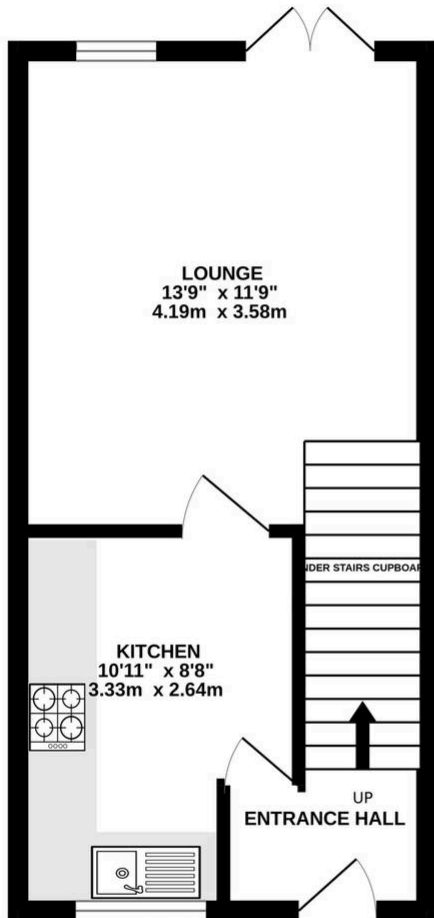 LOUNGE
13'9" x 11'9"
4.19m x 3.58m
NDER STAIRS CUPBOAR
KITCHEN
10'11" x 8'8"
3.33m x 2.64m
UP
ENTRANCE HALL